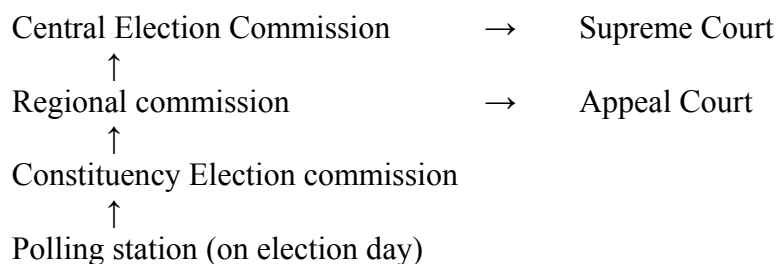 Central Election Commission → Supreme Court
↑
Regional commission → Appeal Court
↑
Constituency Election commission
↑
Polling station (on election day)